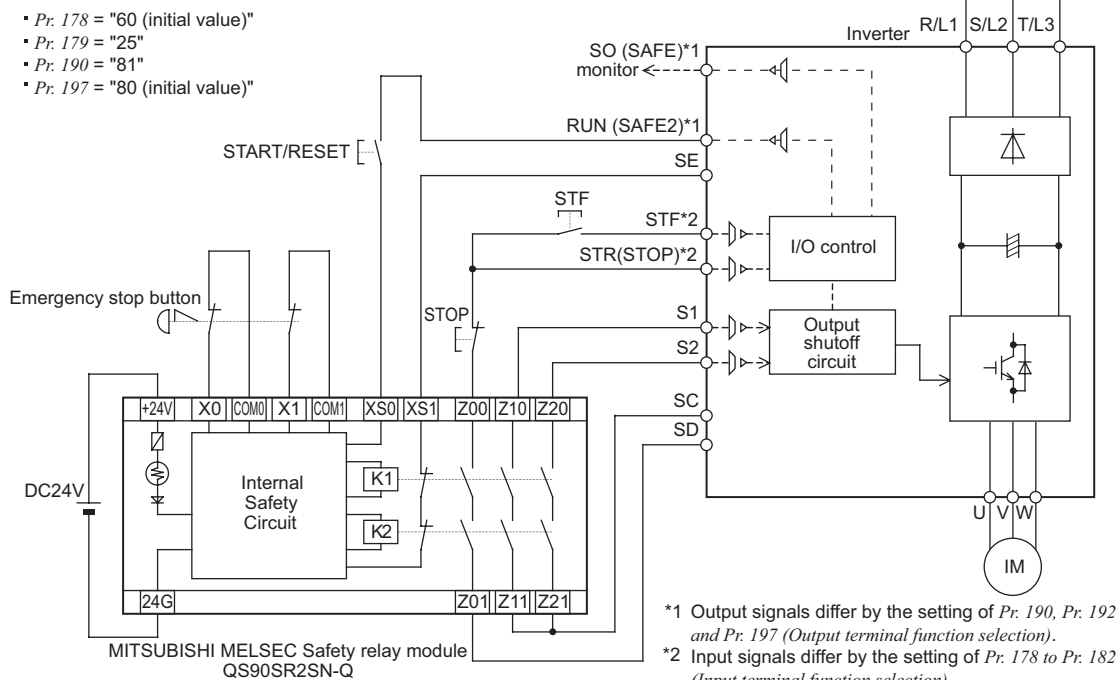 ▪ Pr. 178 = "60 (initial value)"
▪ Pr. 179 = "25"
▪ Pr. 190 = "81"
▪ Pr. 197 = "80 (initial value)"
Inverter
R/L1 S/L2 T/L3
SO (SAFE)*1
monitor
RUN (SAFE2)*1
START/RESET
SE
STF
STF*2
I/O control
STR(STOP)*2
Emergency stop button
STOP
S1
Output
shutoff
circuit
S2
SC
SD
+24V X0 COM0 X1 COM1 XS0 XS1 Z00 Z10 Z20
DC24V
Internal
Safety
Circuit
K1
K2
U V W
IM
24G Z01 Z11 Z21
MITSUBISHI MELSEC Safety relay module
QS90SR2SN-Q
*1 Output signals differ by the setting of Pr. 190, Pr. 192
and Pr. 197 (Output terminal function selection).
*2 Input signals differ by the setting of Pr. 178 to Pr. 182
(Input terminal function selection)